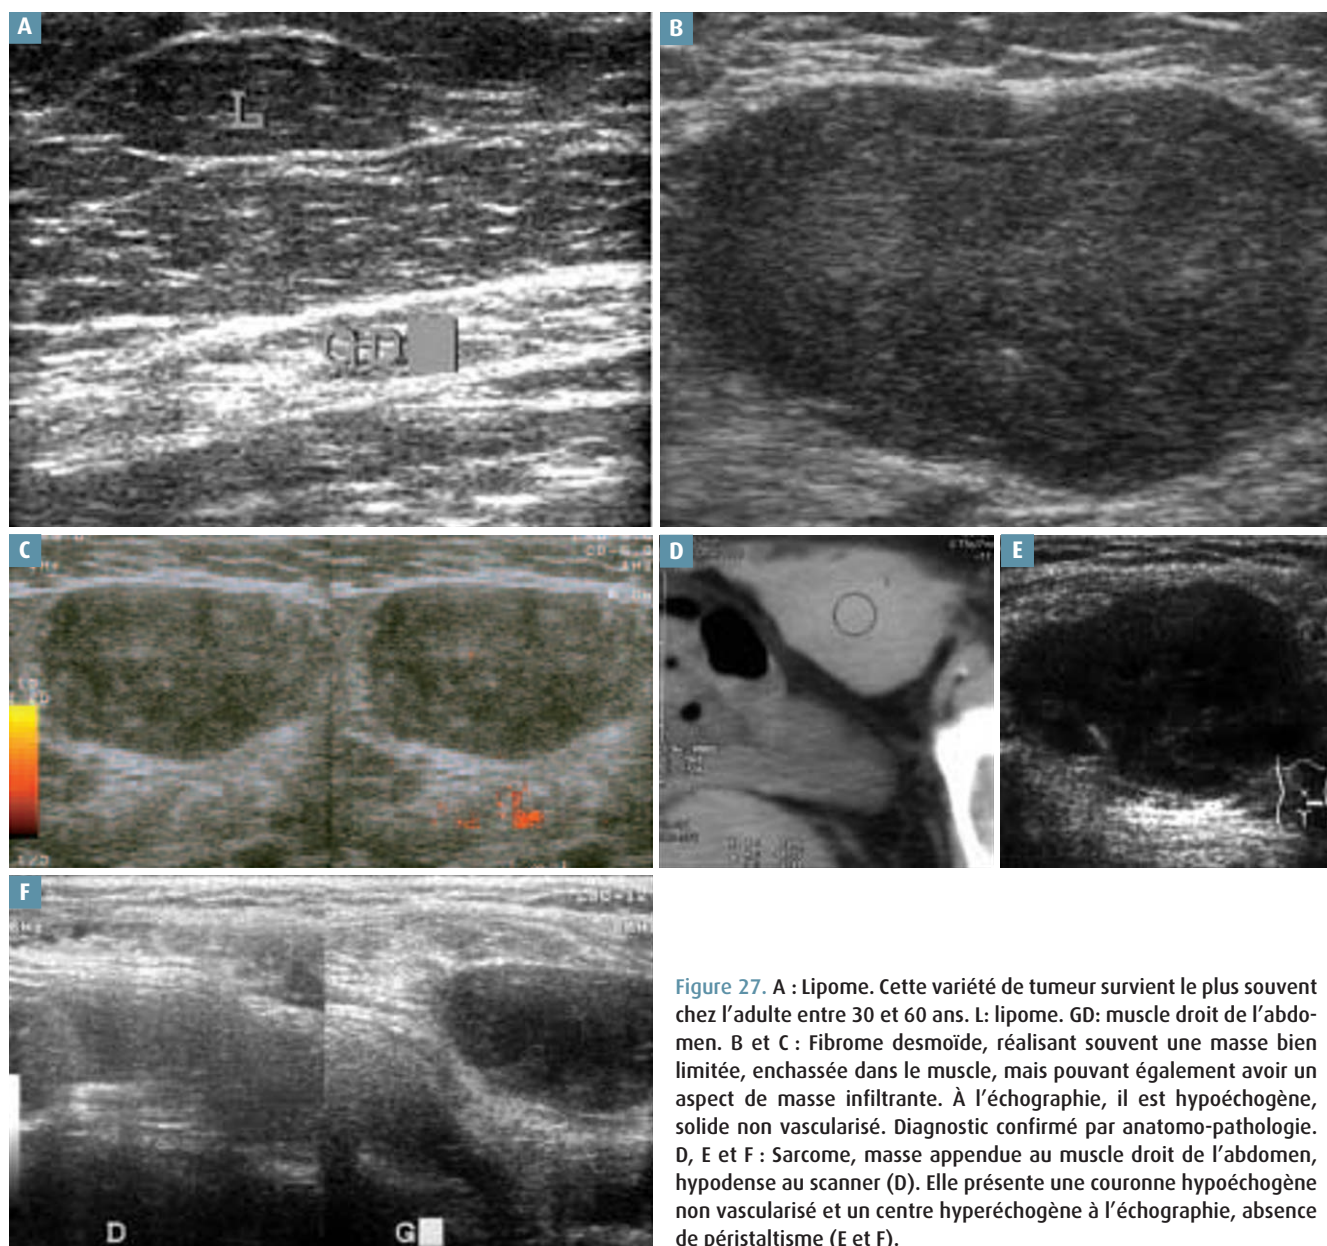 A
B
L
C
D
E
F
D
G
Figure 27. A : Lipome. Cette variété de tumeur survient le plus souvent
chez l'adulte entre 30 et 60 ans. L: lipome. GD: muscle droit de l'abdo-
men. B et C : Fibrome desmoïde, réalisant souvent une masse bien
limitée, enchassée dans le muscle, mais pouvant également avoir un
aspect de masse infiltrante. À l'échographie, il est hypoéchogène,
solide non vascularisé. Diagnostic confirmé par anatomo-pathologie.
D, E et F : Sarcome, masse appendue au muscle droit de l'abdomen,
hypodense au scanner (D). Elle présente une couronne hypoéchogène
non vascularisé et un centre hyperéchogène à l'échographie, absence
de péristaltisme (E et F).